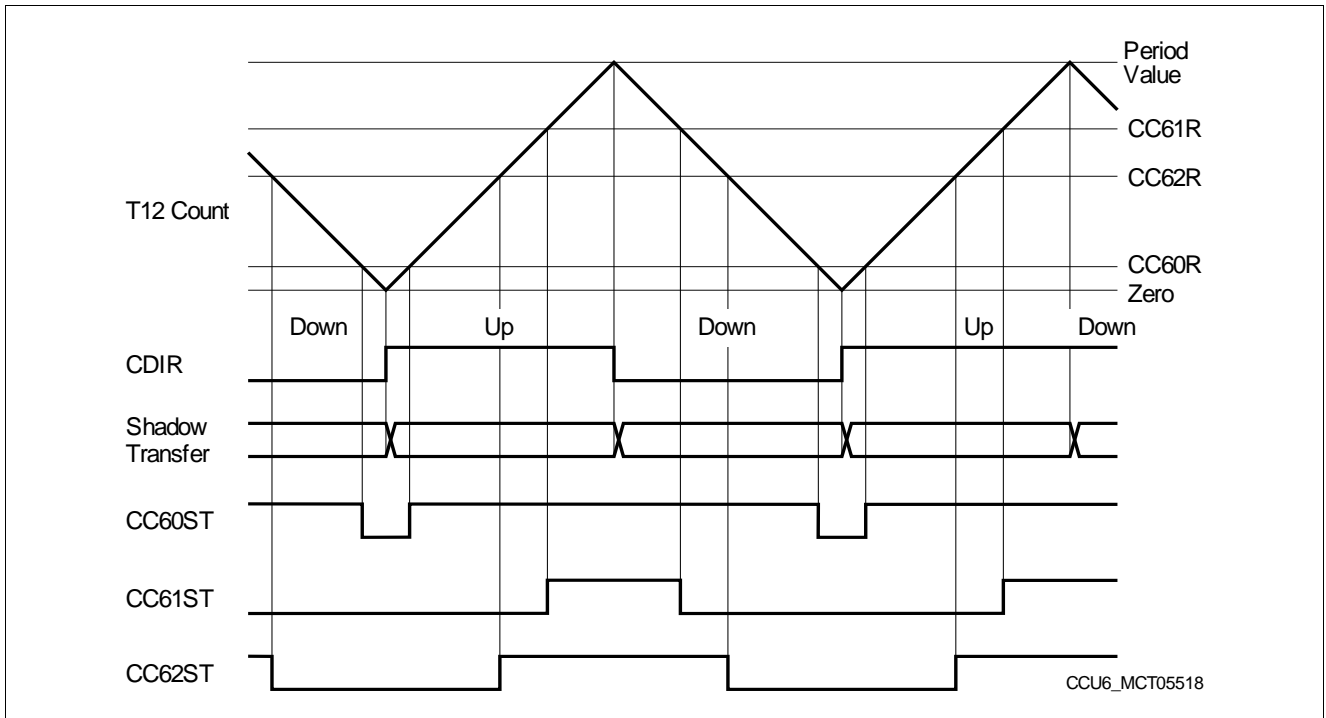 Period
Value
CC61R
CC62R
T12 Count
CC60R
Zero
Down Up Down Up Down
CDIR
Shadow
Transfer
CC60ST
CC61ST
CC62ST
CCU6_MCT05518